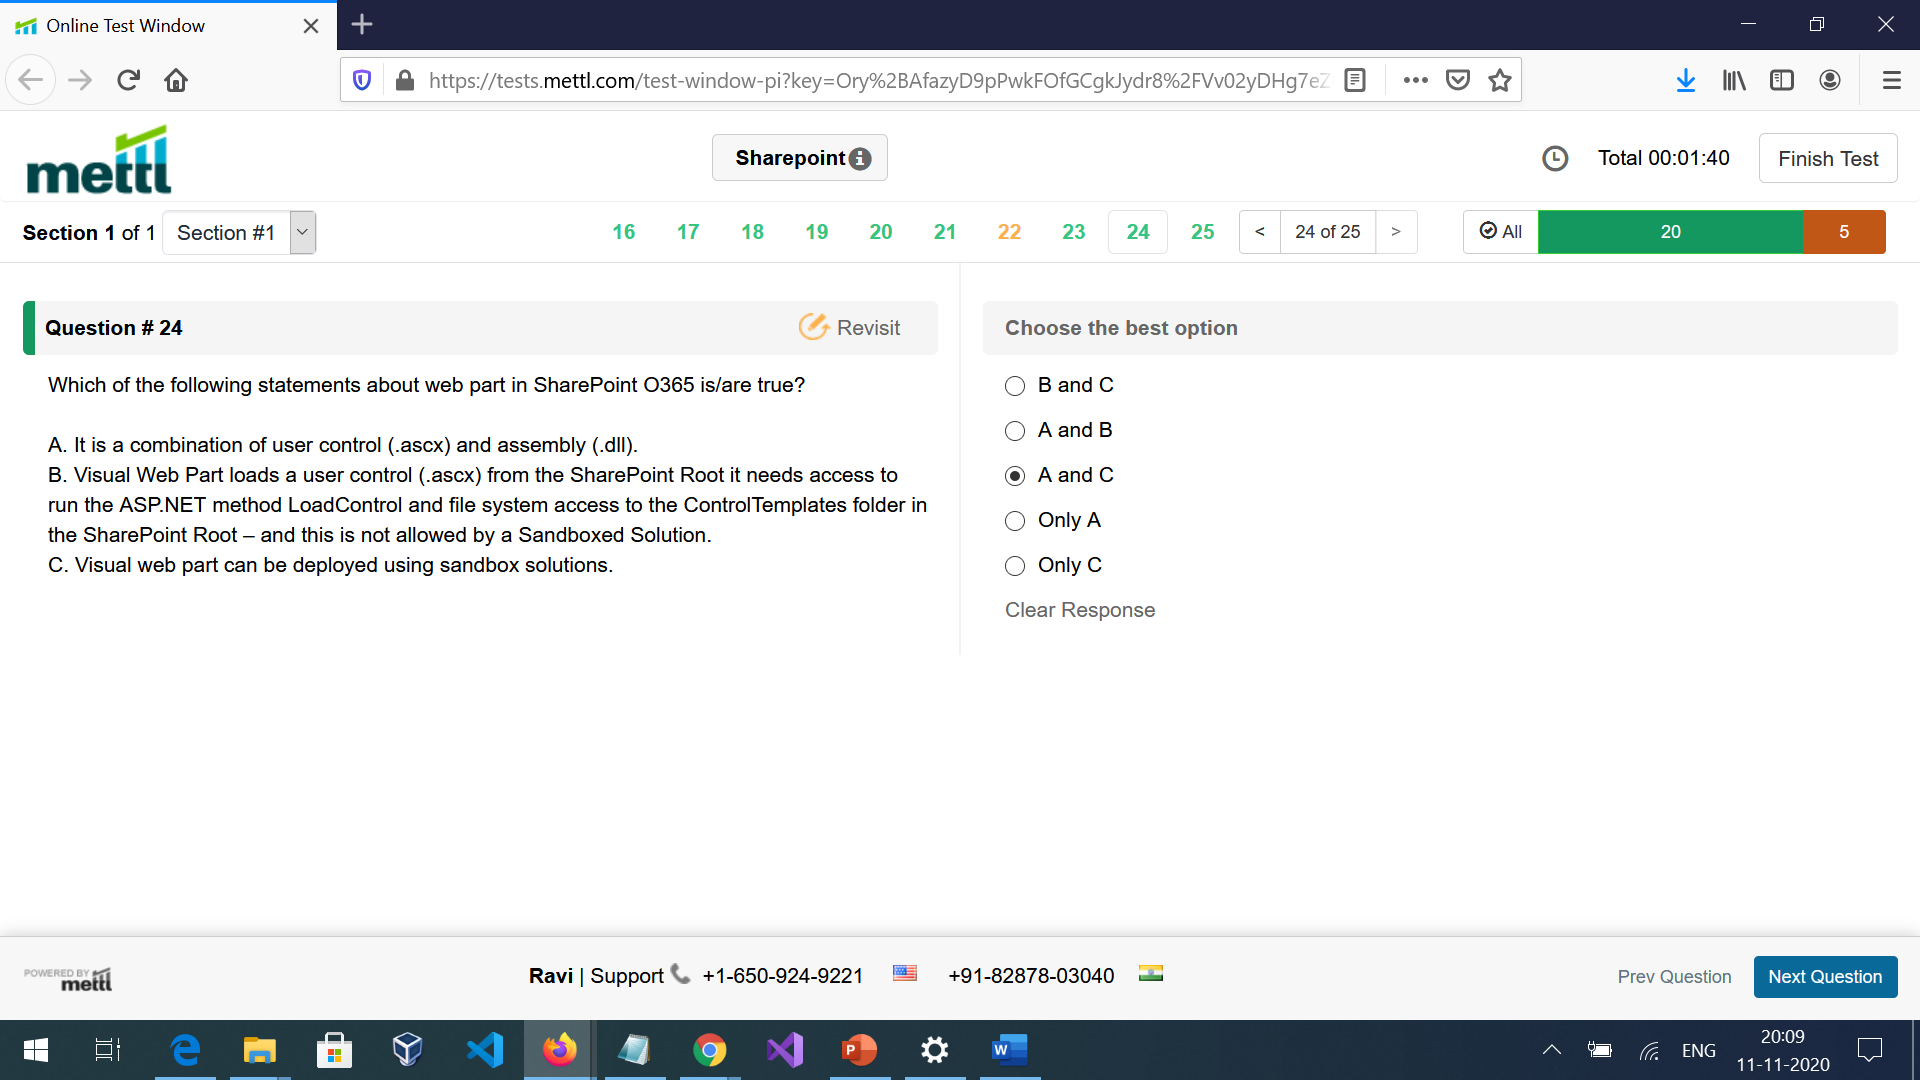 Online Test Window
https://tests.mettl.com/test-window-pi?key=Ory%2BAfazyD9pPwkFOfGCgkJydr8%2FVv02yDHg7eZ
mettl
Sharepoint
Total 00:01:40
Finish Test
Section 1 of 1
Section #1
16 17 18 19 20 21 22 23 24 25
< 24 of 25 >
All 20 5
Question # 24
Revisit
Which of the following statements about web part in SharePoint O365 is/are true?
A. It is a combination of user control (.ascx) and assembly (.dll).
B. Visual Web Part loads a user control (.ascx) from the SharePoint Root it needs access to
run the ASP.NET method LoadControl and file system access to the ControlTemplates folder in
the SharePoint Root – and this is not allowed by a Sandboxed Solution.
C. Visual web part can be deployed using sandbox solutions.
Choose the best option
B and C
A and B
A and C
Only A
Only C
Clear Response
POWERED BY
mettl
Ravi | Support +1-650-924-9221 +91-82878-03040
Prev Question
Next Question
ENG
20:09
11-11-2020